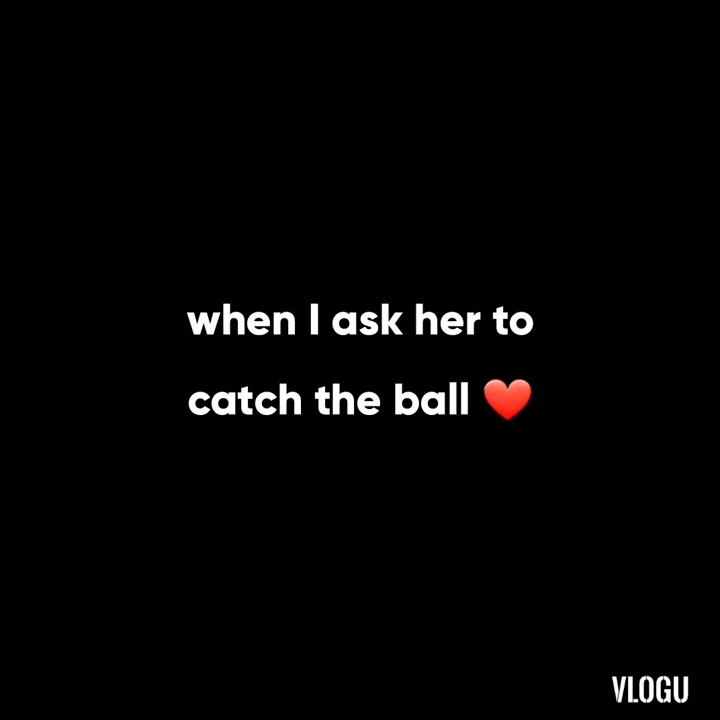 when I ask her to
catch the ball ❤️
VLOGU